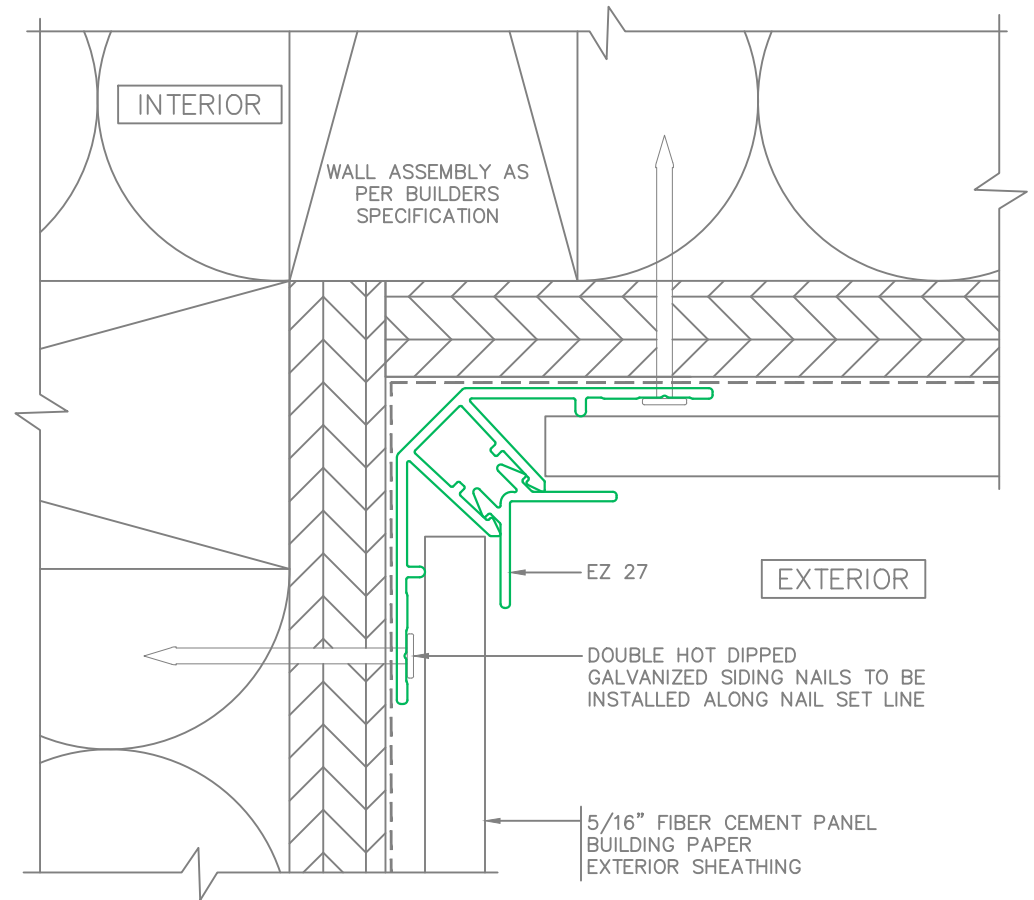 INTERIOR
WALL ASSEMBLY AS
PER BUILDERS
SPECIFICATION
EZ 27
EXTERIOR
DOUBLE HOT DIPPED
GALVANIZED SIDING NAILS TO BE
INSTALLED ALONG NAIL SET LINE
5/16” FIBER CEMENT PANEL
BUILDING PAPER
EXTERIOR SHEATHING